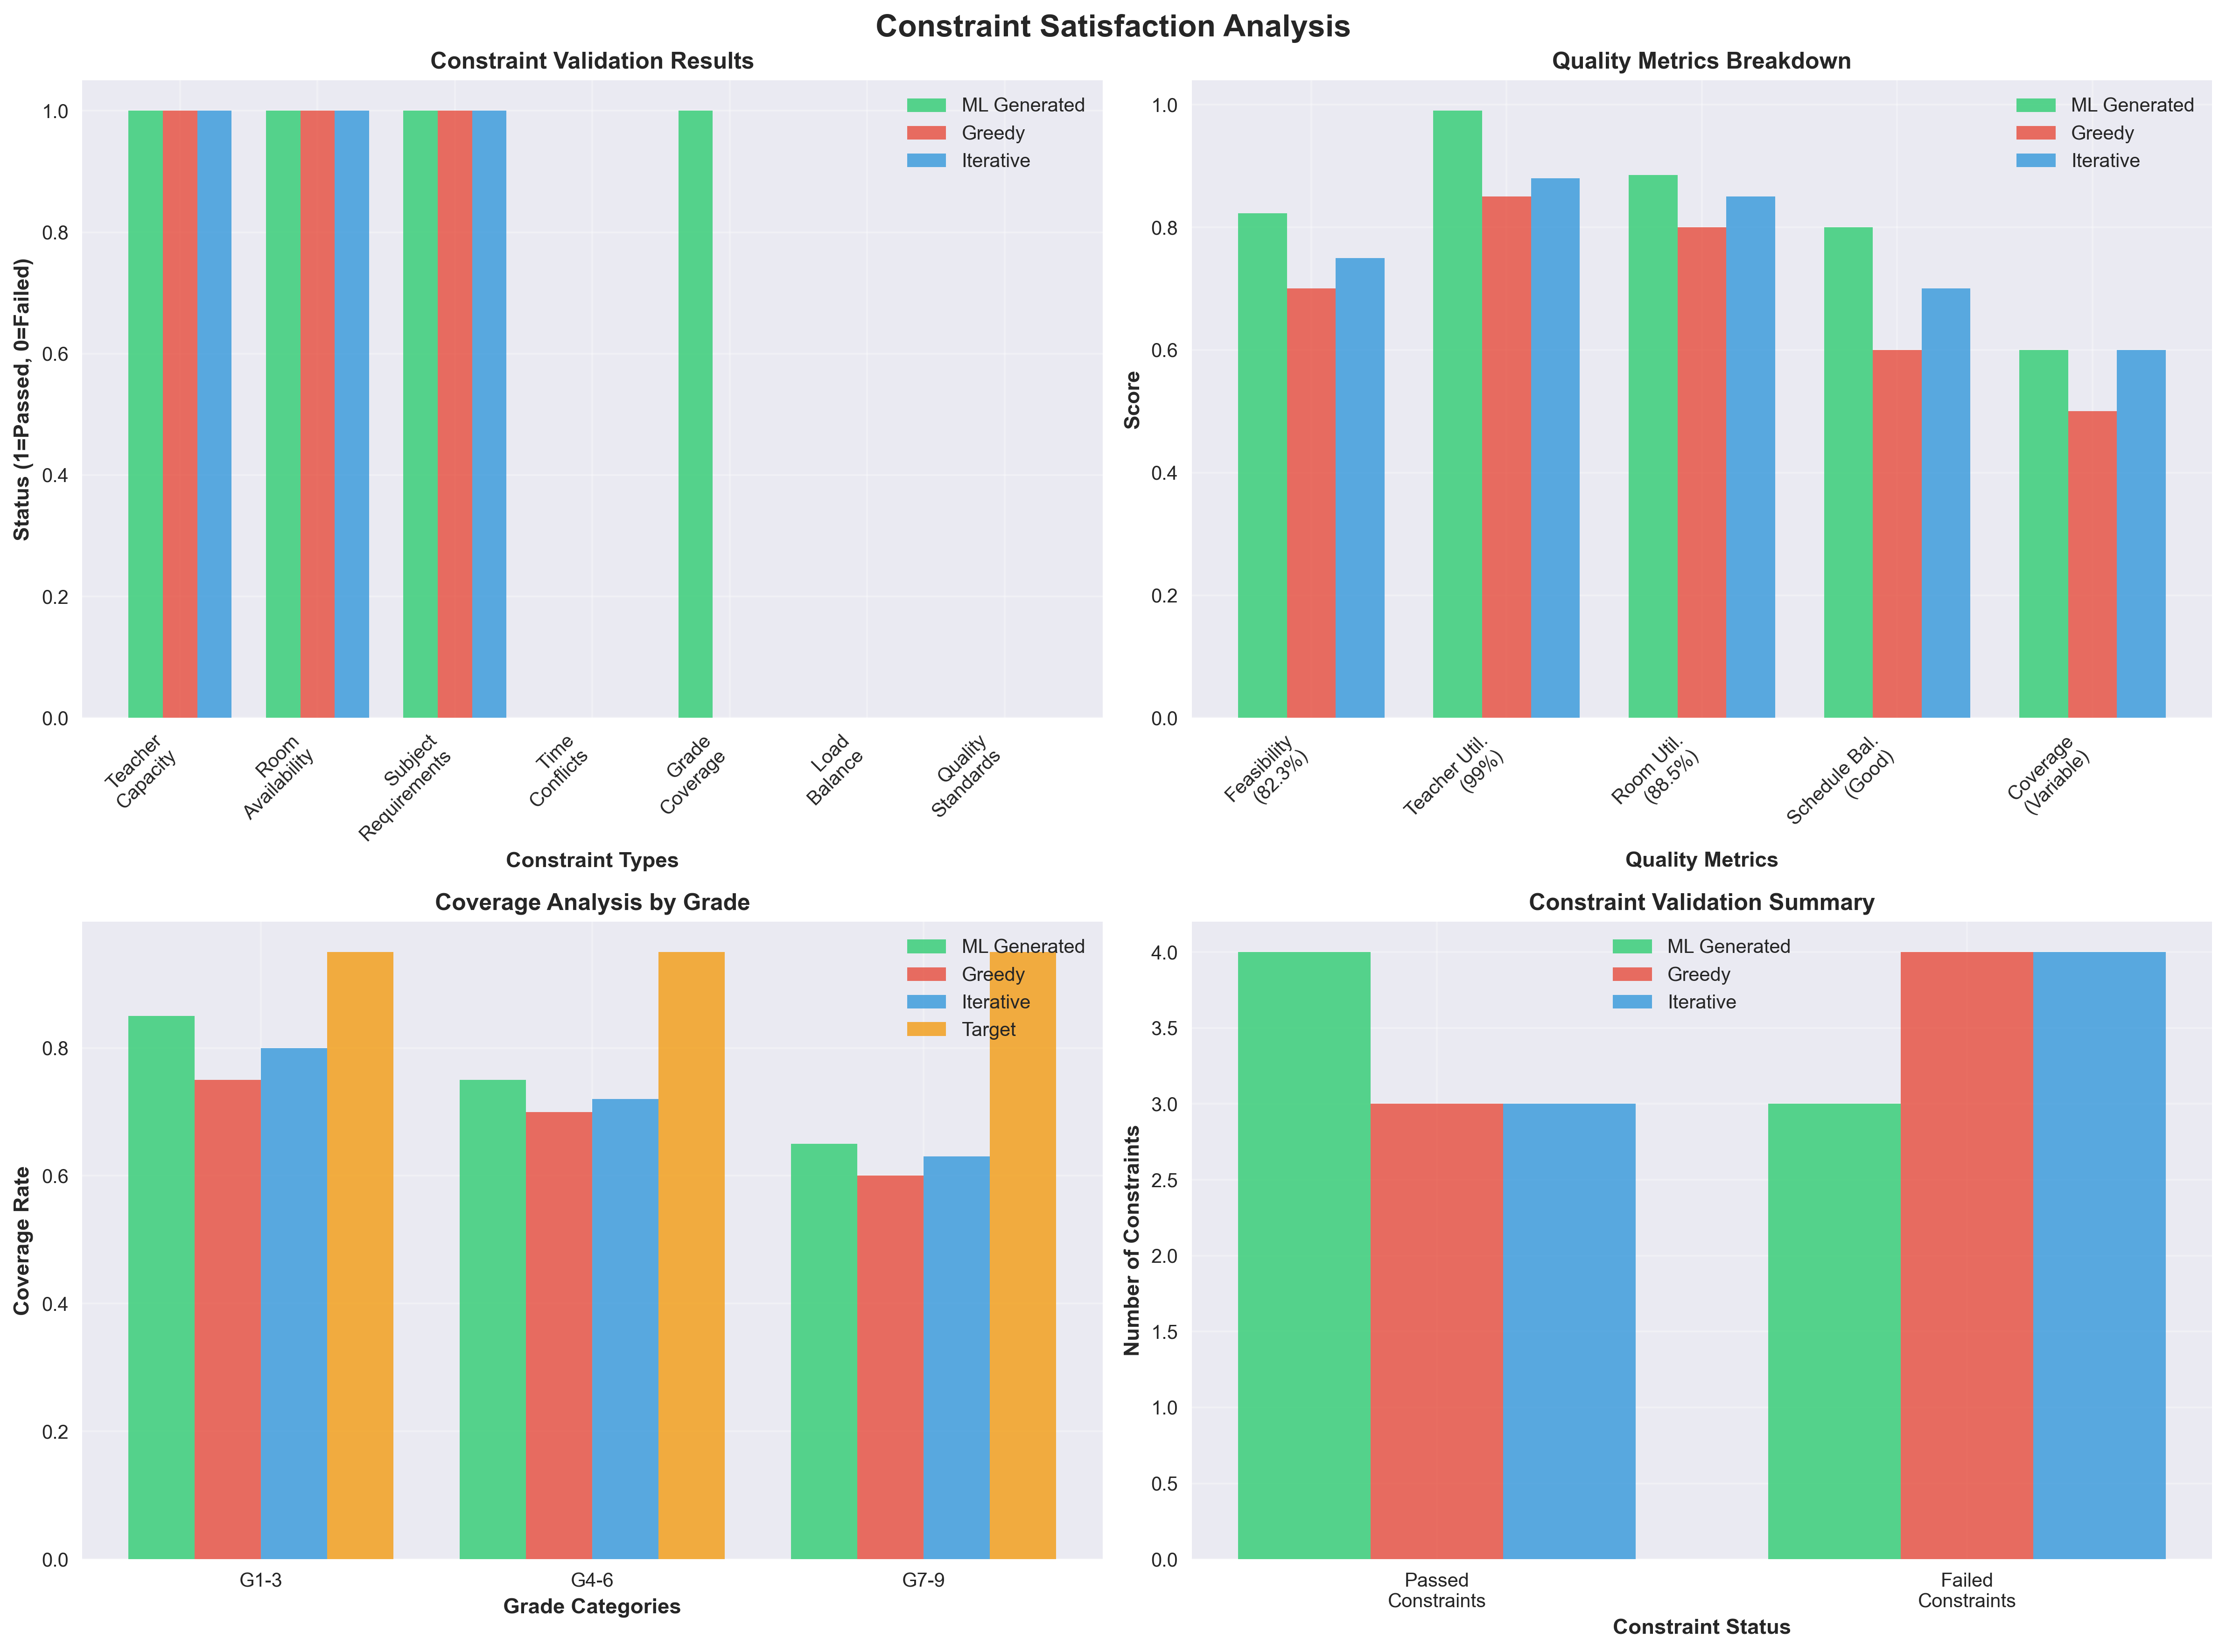 Constraint Satisfaction Analysis
Constraint Validation Results
Status (1=Passed, 0=Failed)
1.0
0.8
0.6
0.4
0.2
0.0
ML Generated
Greedy
Iterative
Teacher
Capacity
Room
Availability
Subject
Requirements
Time
Conflicts
Grade
Coverage
Load
Balance
Quality
Standards
Constraint Types
Quality Metrics Breakdown
Score
1.0
0.8
0.6
0.4
0.2
0.0
ML Generated
Greedy
Iterative
Feasibility
(82.3%)
Teacher Util.
(99%)
Room Util.
(88.5%)
Schedule Bal.
(Good)
Coverage
(Variable)
Quality Metrics
Coverage Analysis by Grade
Coverage Rate
0.8
0.6
0.4
0.2
0.0
ML Generated
Greedy
Iterative
Target
G1-3
G4-6
G7-9
Grade Categories
Constraint Validation Summary
Number of Constraints
4.0
3.5
3.0
2.5
2.0
1.5
1.0
0.5
0.0
ML Generated
Greedy
Iterative
Passed
Constraints
Failed
Constraints
Constraint Status